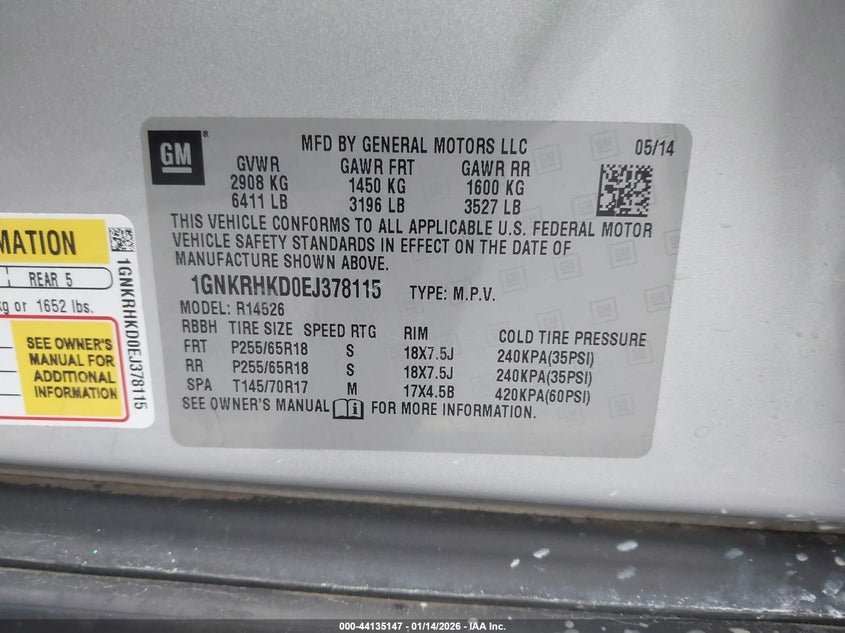 GM
MFD BY GENERAL MOTORS LLC
05/14
GVWR GAWR FRT GAWR RR
2908 KG 1450 KG 1600 KG
6411 LB 3196 LB 3527 LB
THIS VEHICLE CONFORMS TO ALL APPLICABLE U.S. FEDERAL MOTOR
VEHICLE SAFETY STANDARDS IN EFFECT ON THE DATE OF
MANUFACTURE SHOWN ABOVE.
1GNKRHKD0EJ378115 TYPE: M.P.V.
MODEL: R14526
RBBH TIRE SIZE SPEED RTG RIM COLD TIRE PRESSURE
FRT P255/65R18 S 18X7.5J 240KPA(35PSI)
RR P255/65R18 S 18X7.5J 240KPA(35PSI)
SPA T145/70R17 M 17X4.5B 420KPA(60PSI)
SEE OWNER'S MANUAL i FOR MORE INFORMATION.
MATION
REAR 5
kg or 1652 lbs.
SEE OWNER'S
MANUAL FOR
ADDITIONAL
INFORMATION
1GNKRHKD0EJ378115
000-44135147 - 01/14/2026 - IAA Inc.